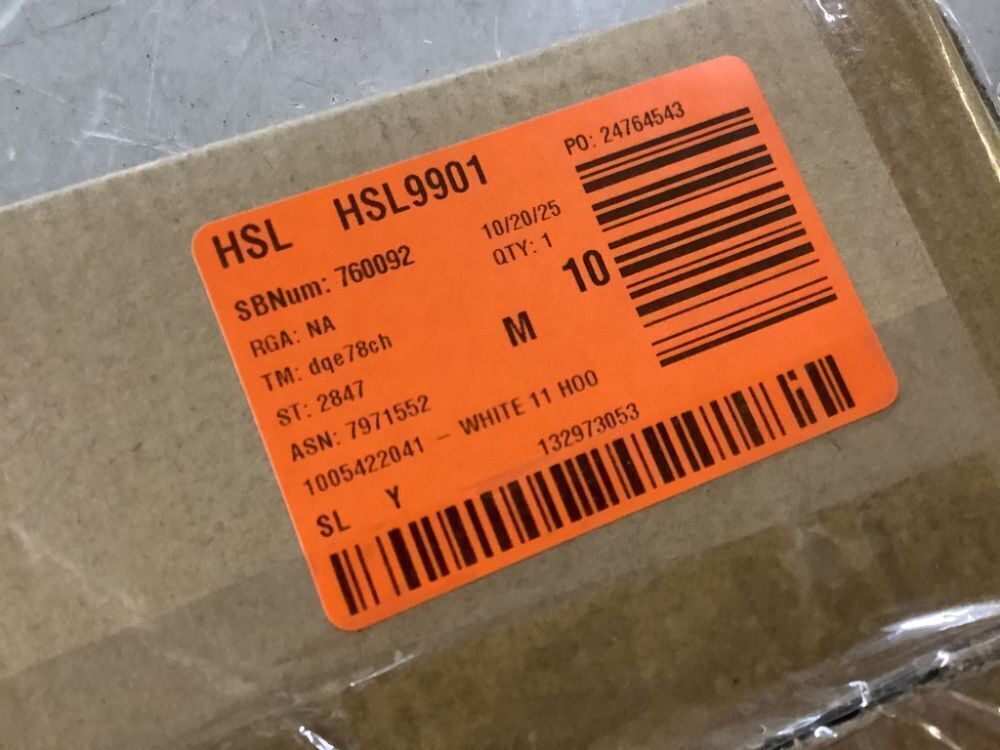 HSL HSL9901
PO: 24764543
SBNum: 760092
10/20/25
RGA: NA
QTY: 1
10
TM: dqe78ch
M
ST: 2847
ASN: 7971552
1005422041 - WHITE 11 HOO
SL Y
132973053